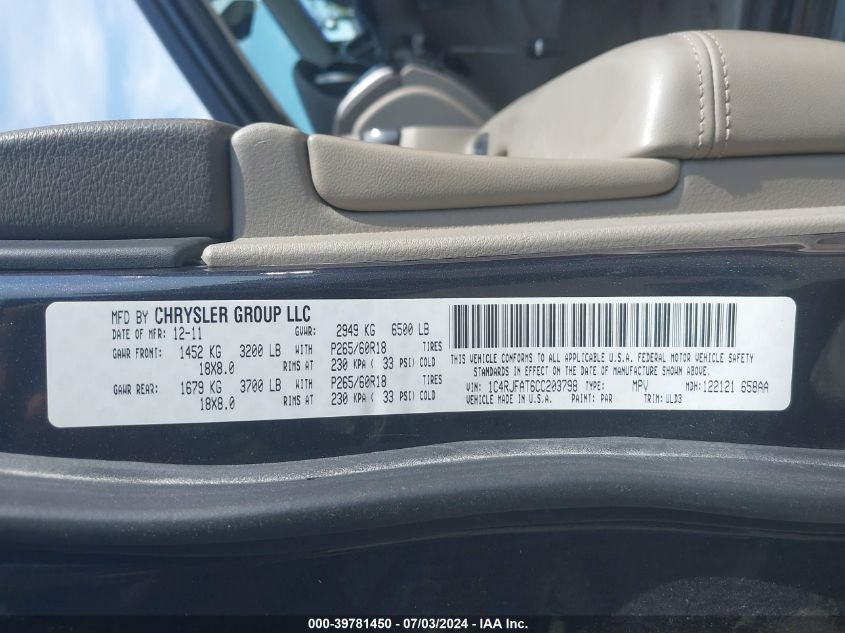 MFD BY CHRYSLER GROUP LLC
DATE OF MFR: 12-11 GVWR: 2949 KG 6500 LB
GAWR FRONT: 1452 KG 3200 LB WITH P265/60R18 TIRES
18X8.0 RIMS AT 230 KPA ( 33 PSI) COLD
GAWR REAR: 1679 KG 3700 LB WITH P265/60R18 TIRES
18X8.0 RIMS AT 230 KPA ( 33 PSI) COLD
THIS VEHICLE CONFORMS TO ALL APPLICABLE U.S.A. FEDERAL MOTOR VEHICLE SAFETY
STANDARDS IN EFFECT ON THE DATE OF MANUFACTURE SHOWN ABOVE.
VIN: 1C4RJFAT6CC209798 TYPE: MPV MDH: 122121 658AA
VEHICLE MADE IN U.S.A. PAINT: PAR TRIM: ULD3
000-39781450 - 07/03/2024 - IAA Inc.